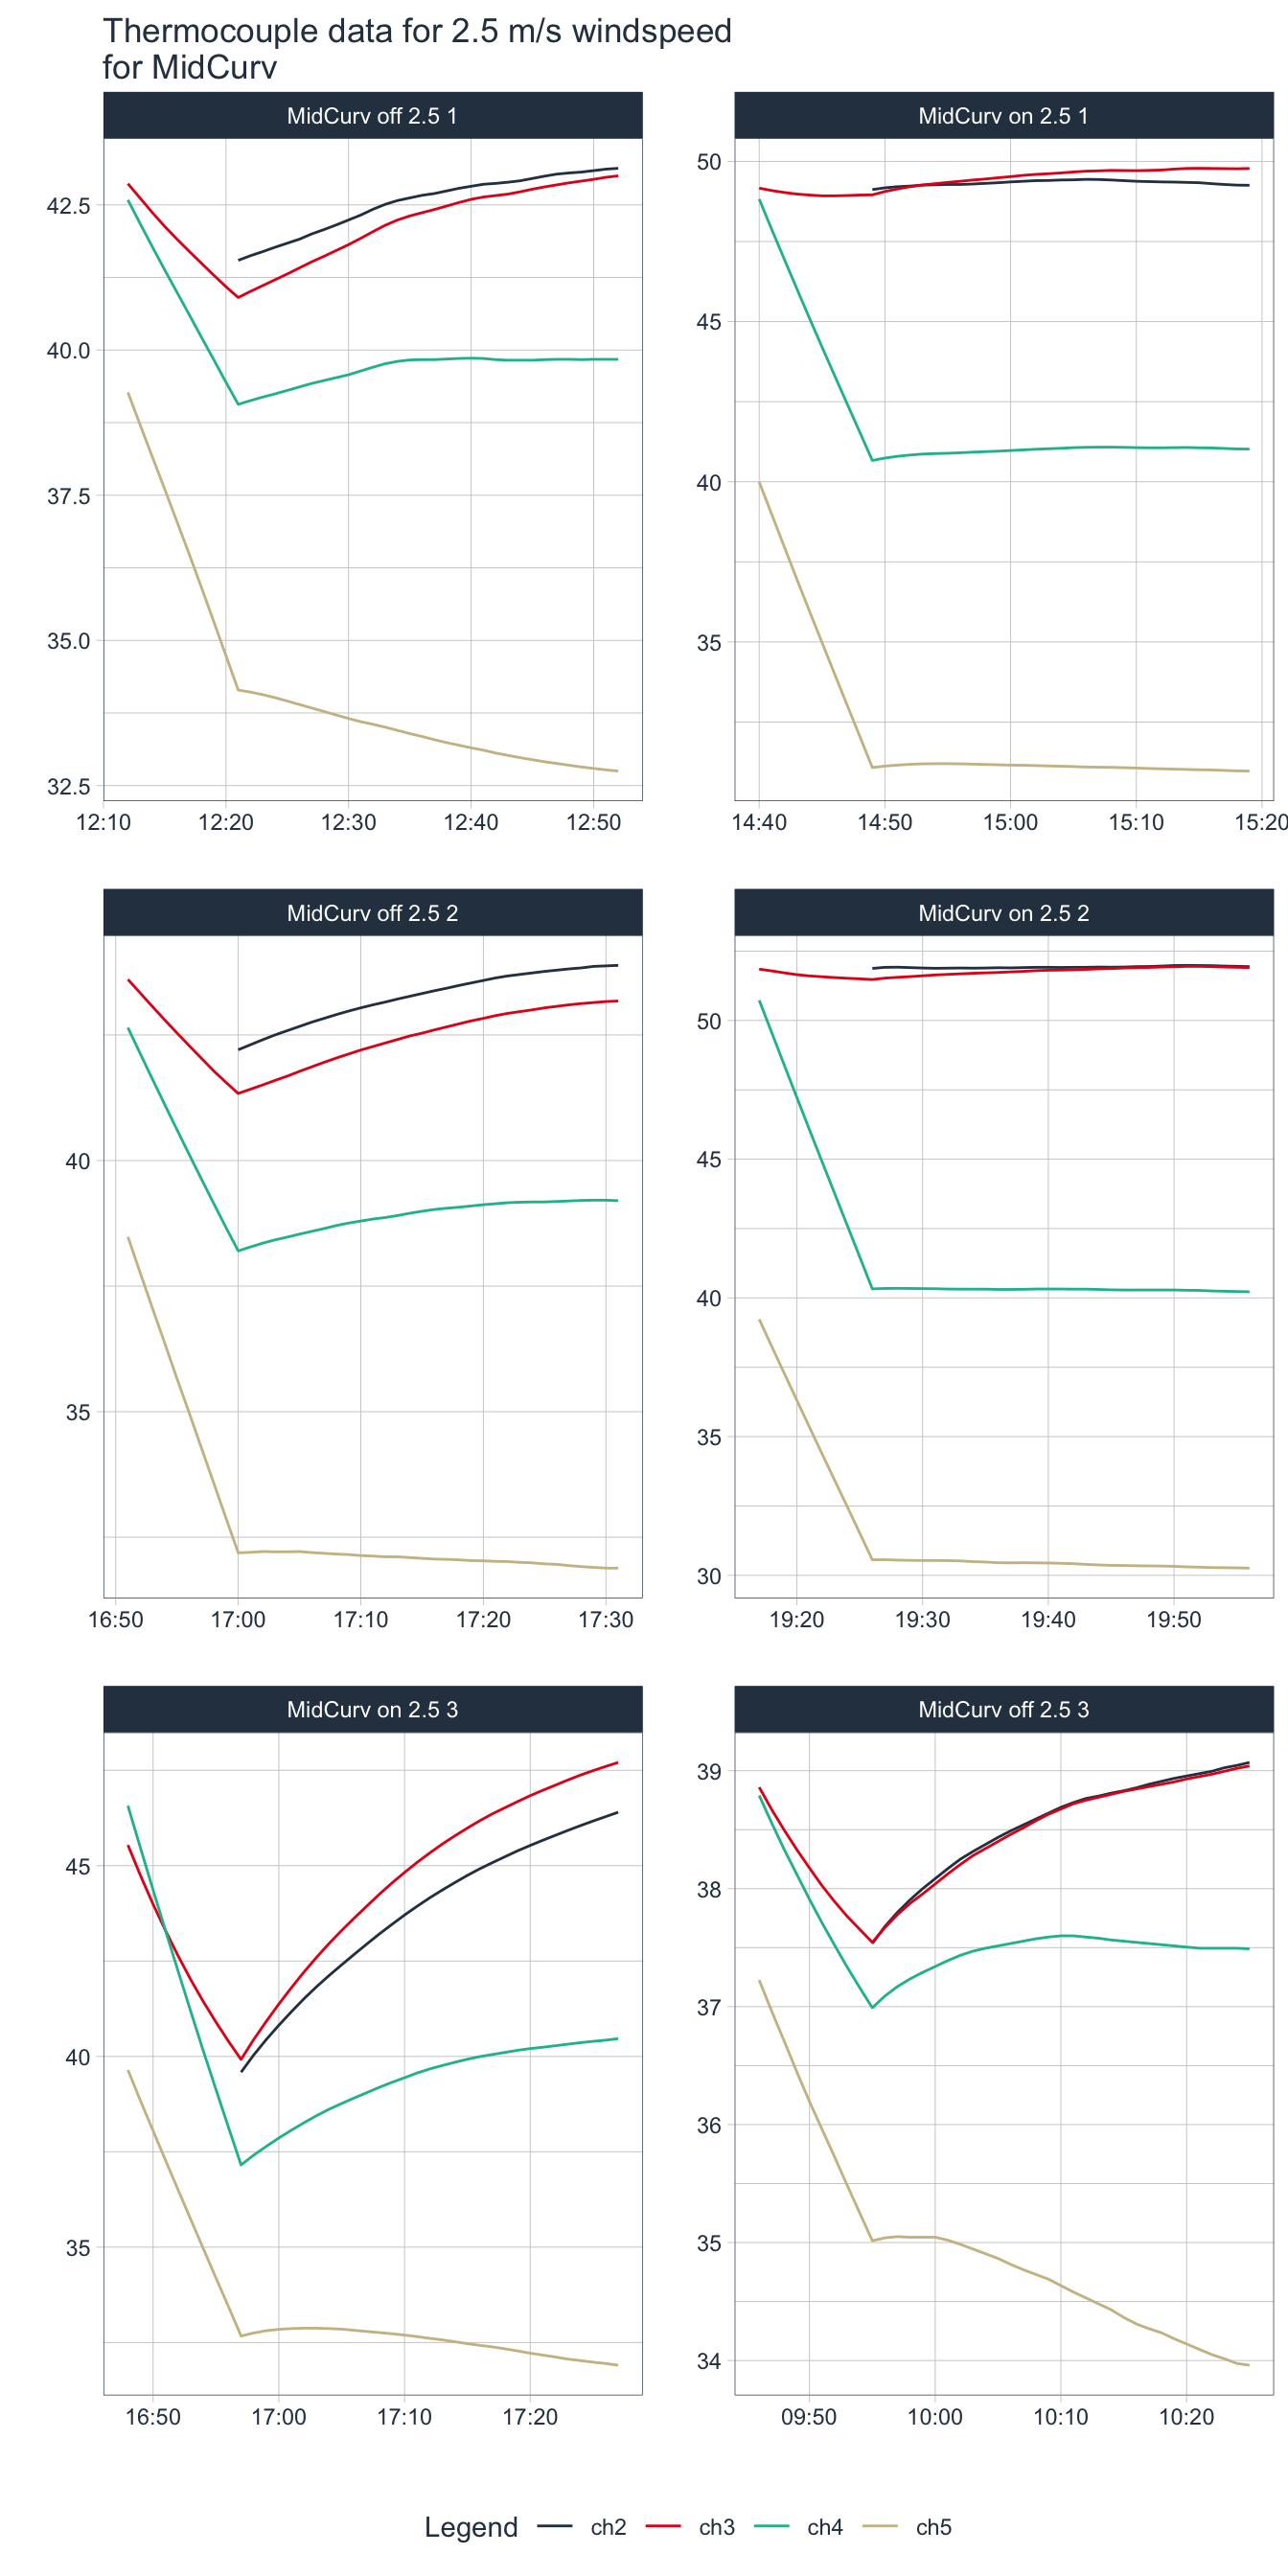 Thermocouple data for 2.5 m/s windspeed
for MidCurv
MidCurv off 2.5 1
42.5
40.0
37.5
35.0
32.5
12:10 12:20 12:30 12:40 12:50
MidCurv on 2.5 1
50
45
40
35
14:40 14:50 15:00 15:10 15:20
MidCurv off 2.5 2
40
35
16:50 17:00 17:10 17:20 17:30
MidCurv on 2.5 2
50
45
40
35
30
19:20 19:30 19:40 19:50
MidCurv on 2.5 3
45
40
35
16:50 17:00 17:10 17:20
MidCurv off 2.5 3
39
38
37
36
35
34
09:50 10:00 10:10 10:20
Legend ch2 ch3 ch4 ch5